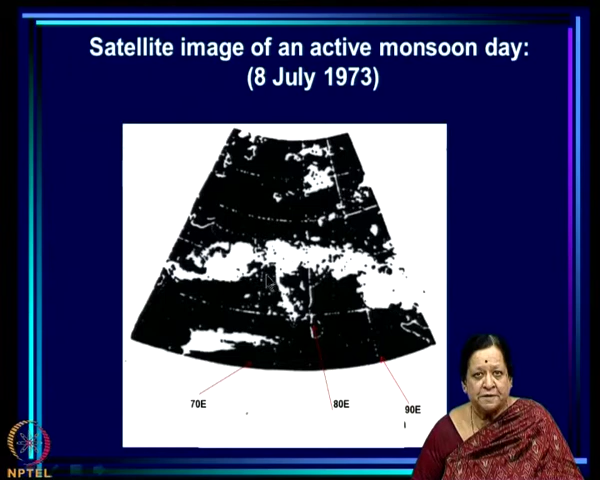 Satellite image of an active monsoon day:
(8 July 1973)
70E
80E
90E
NPTEL